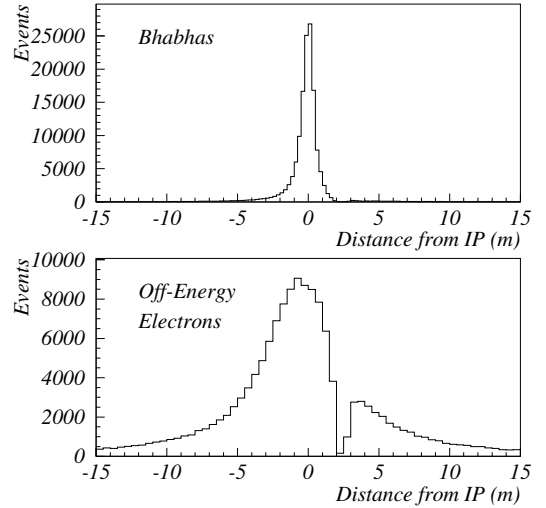 Events
Bhabhas
25000
20000
15000
10000
5000
0
-15 -10 -5 0 5 10 15
Distance from IP (m)
Events
Off-Energy
Electrons
10000
8000
6000
4000
2000
0
-15 -10 -5 0 5 10 15
Distance from IP (m)